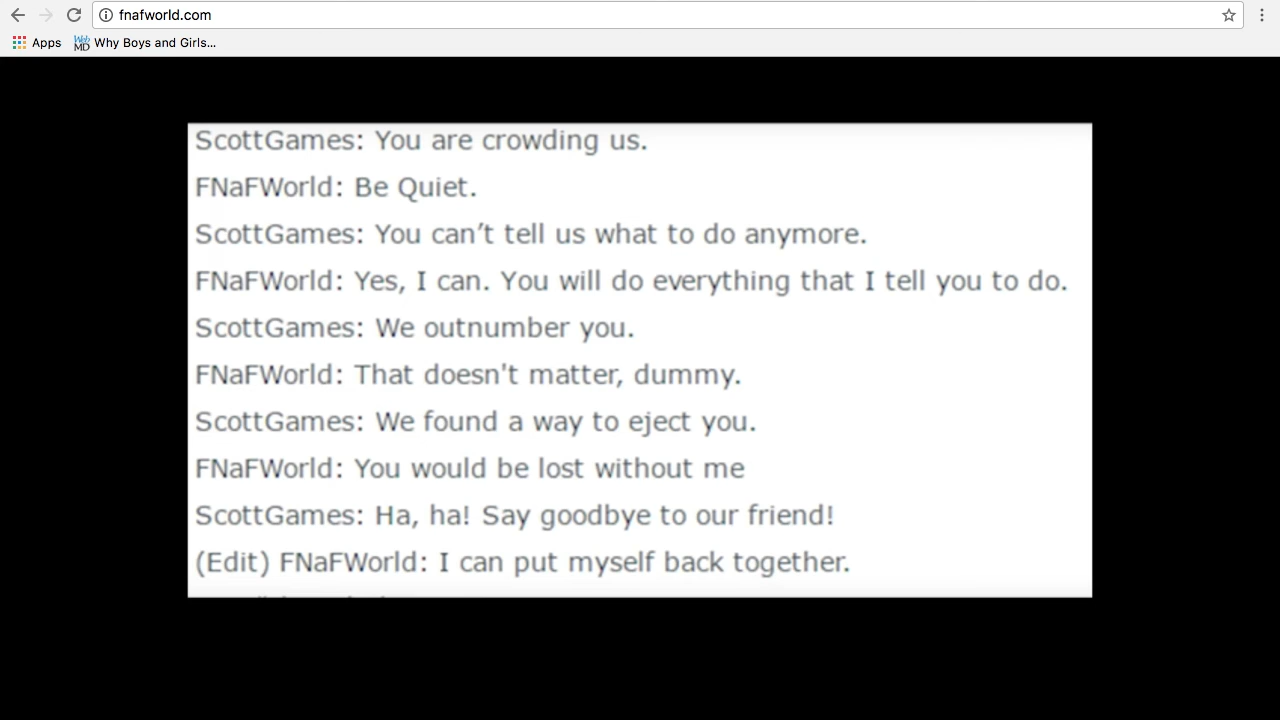 fnafworld.com
Apps
Web MD Why Boys and Girls...
ScottGames: You are crowding us.
FNaFWorld: Be Quiet.
ScottGames: You can’t tell us what to do anymore.
FNaFWorld: Yes, I can. You will do everything that I tell you to do.
ScottGames: We outnumber you.
FNaFWorld: That doesn't matter, dummy.
ScottGames: We found a way to eject you.
FNaFWorld: You would be lost without me
ScottGames: Ha, ha! Say goodbye to our friend!
(Edit) FNaFWorld: I can put myself back together.